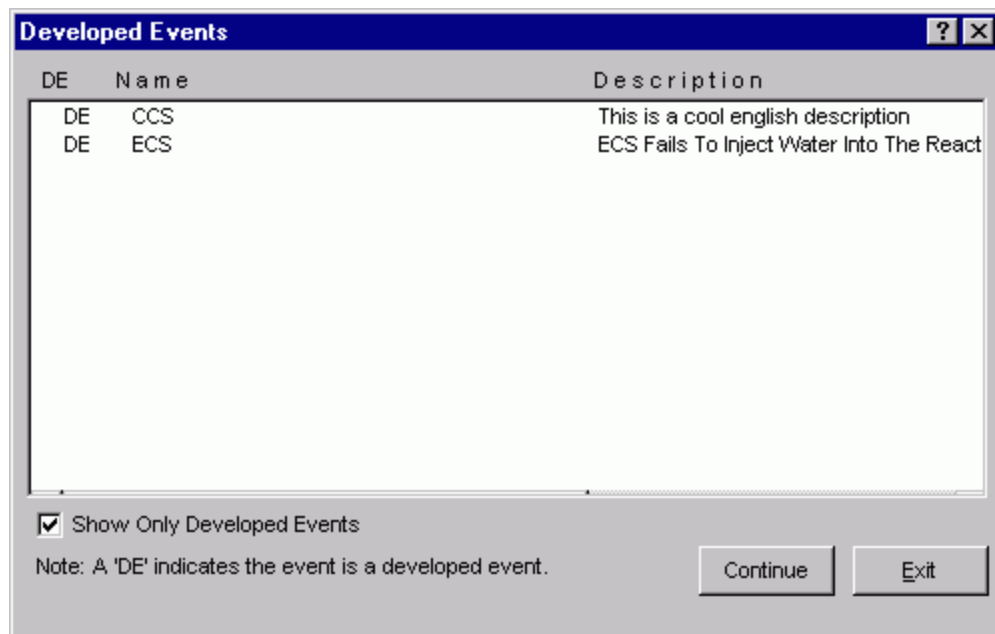 Developed Events
DE Name Description
DE CCS This is a cool english description
DE ECS ECS Fails To Inject Water Into The React
Show Only Developed Events
Note: A 'DE' indicates the event is a developed event.
Continue Exit